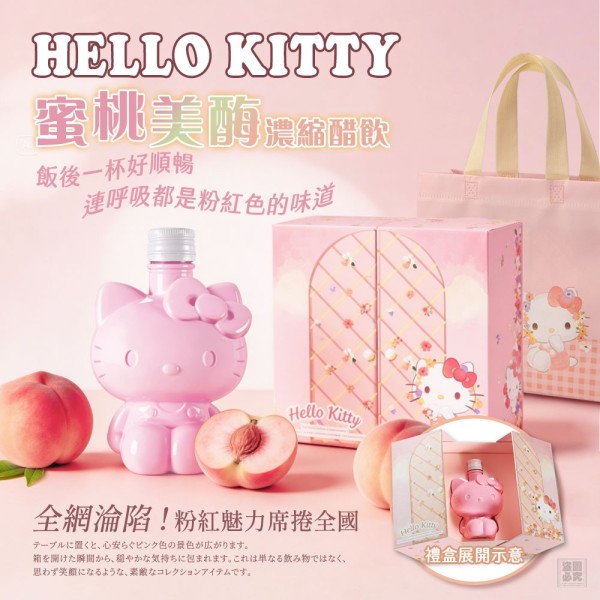 HELLO KITTY
蜜桃美酶濃縮醋飲
飯後一杯好順暢
連呼吸都是粉紅色的味道
Hello Kitty
全網淪陷！粉紅魅力席捲全國
テーブルに置くと、心安らぐピンク色の景色が広がります。
箱を開けた瞬間から、穏やかな気持ちに包まれます。これは単なる飲み物ではなく、
思わず笑顔になるような、素敵なコレクションアイテムです。
Hello Kitty
禮盒展開示意
盜圖
必究